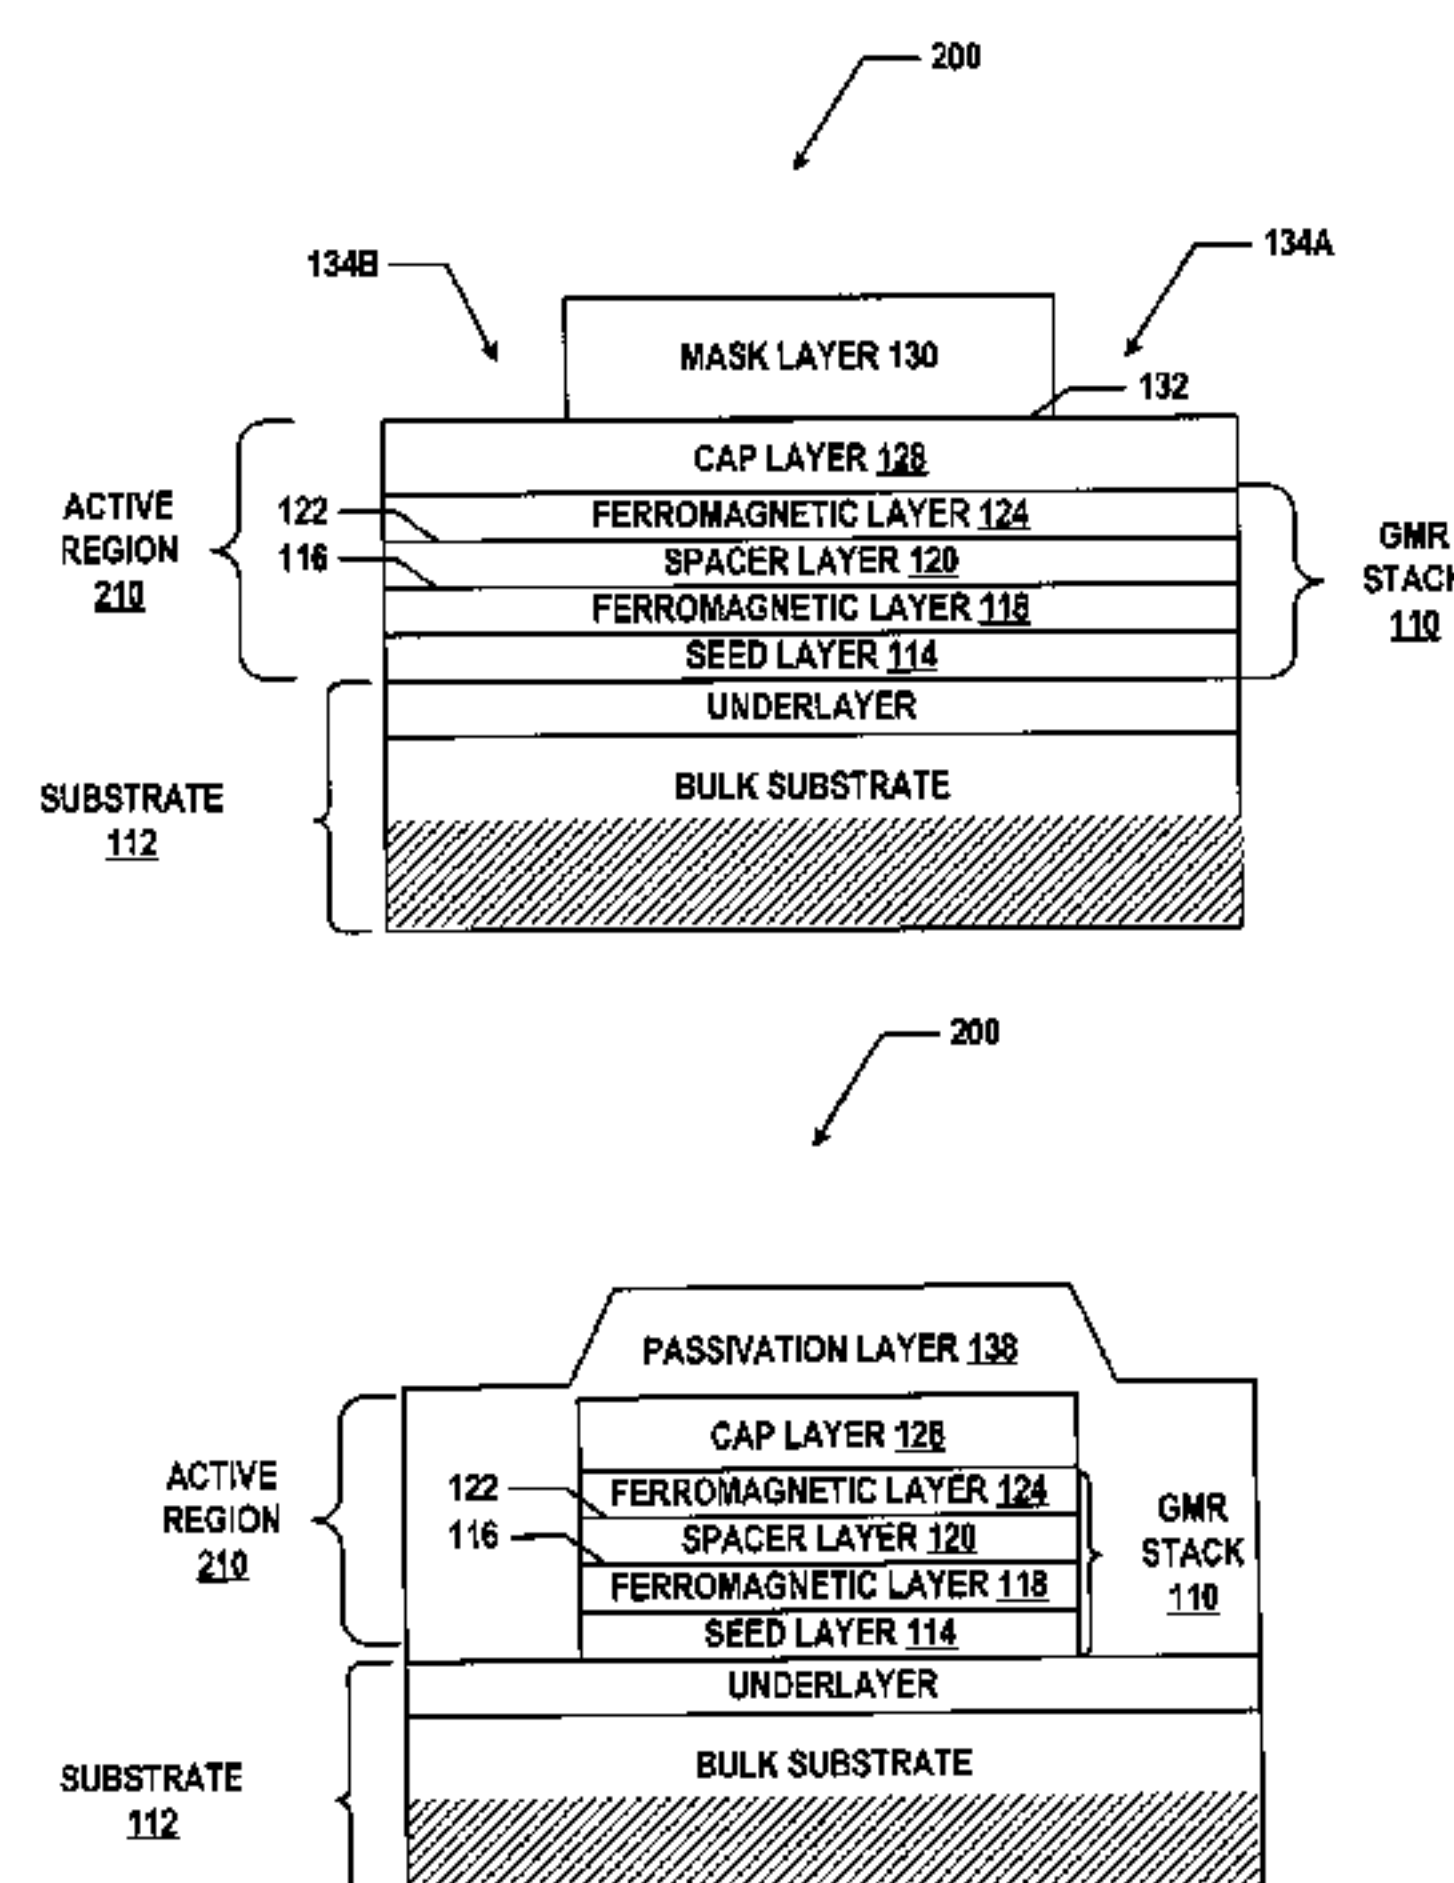 200
134B
134A
MASK LAYER 130
132
CAP LAYER 128
ACTIVE
REGION
210
122
FERROMAGNETIC LAYER 124
116
SPACER LAYER 120
FERROMAGNETIC LAYER 118
SEED LAYER 114
GMR
STACK
110
UNDERLAYER
BULK SUBSTRATE
SUBSTRATE
112
200
PASSIVATION LAYER 138
CAP LAYER 128
ACTIVE
REGION
210
122
FERROMAGNETIC LAYER 124
116
SPACER LAYER 120
FERROMAGNETIC LAYER 118
SEED LAYER 114
GMR
STACK
110
UNDERLAYER
BULK SUBSTRATE
SUBSTRATE
112